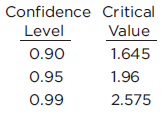 Confidence Critical
Level Value
0.90 1.645
0.95 1.96
0.99 2.575